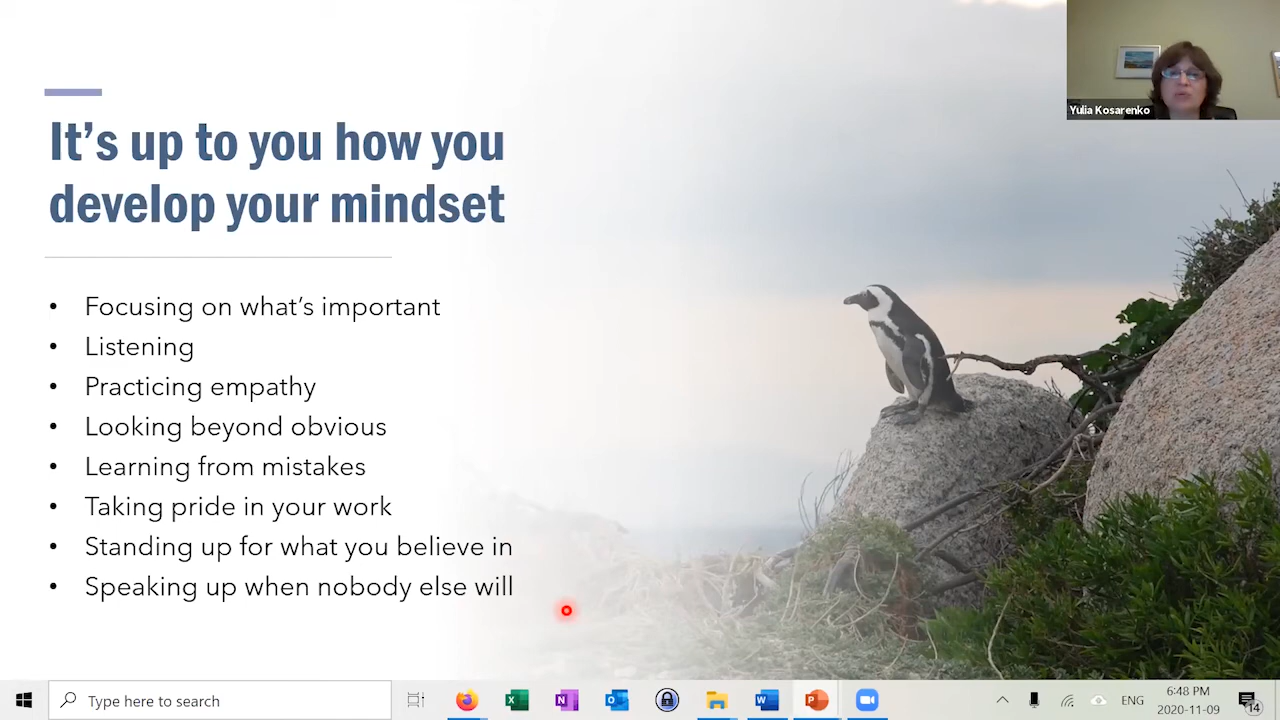 Yulia Kosarenko
It's up to you how you
develop your mindset
• Focusing on what's important
• Listening
• Practicing empathy
• Looking beyond obvious
• Learning from mistakes
• Taking pride in your work
• Standing up for what you believe in
• Speaking up when nobody else will
Type here to search
ENG
6:48 PM
2020-11-09
14